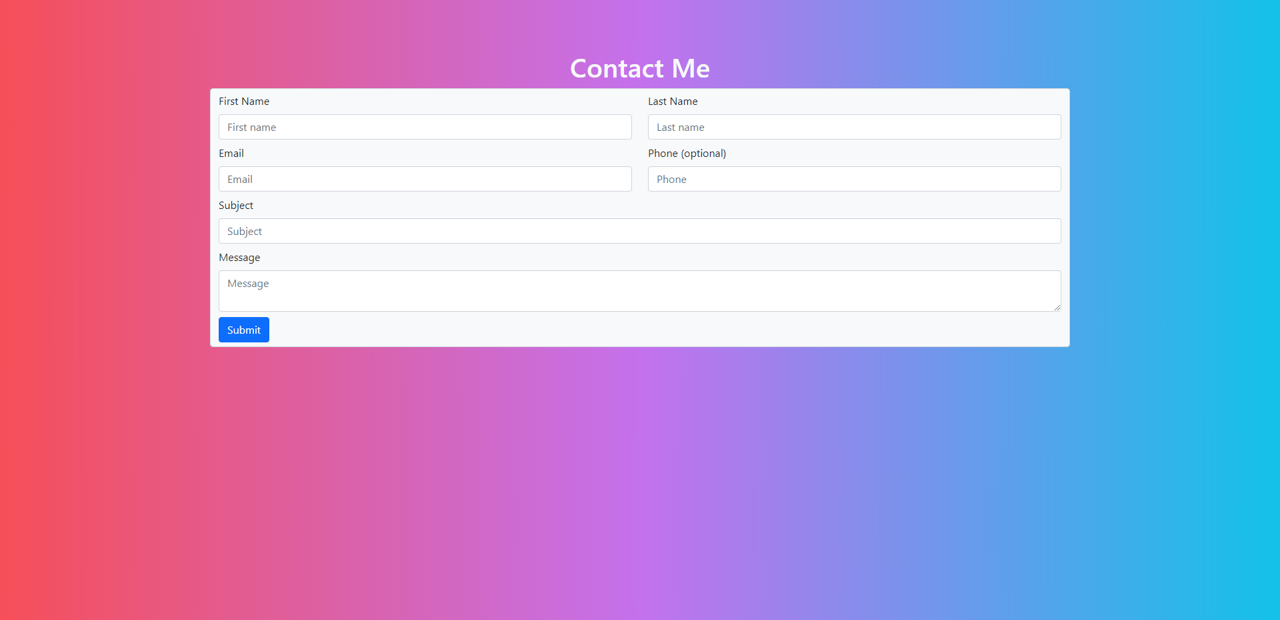 Contact Me
First Name Last Name
First name Last name
Email Phone (optional)
Email Phone
Subject
Subject
Message
Message
Submit